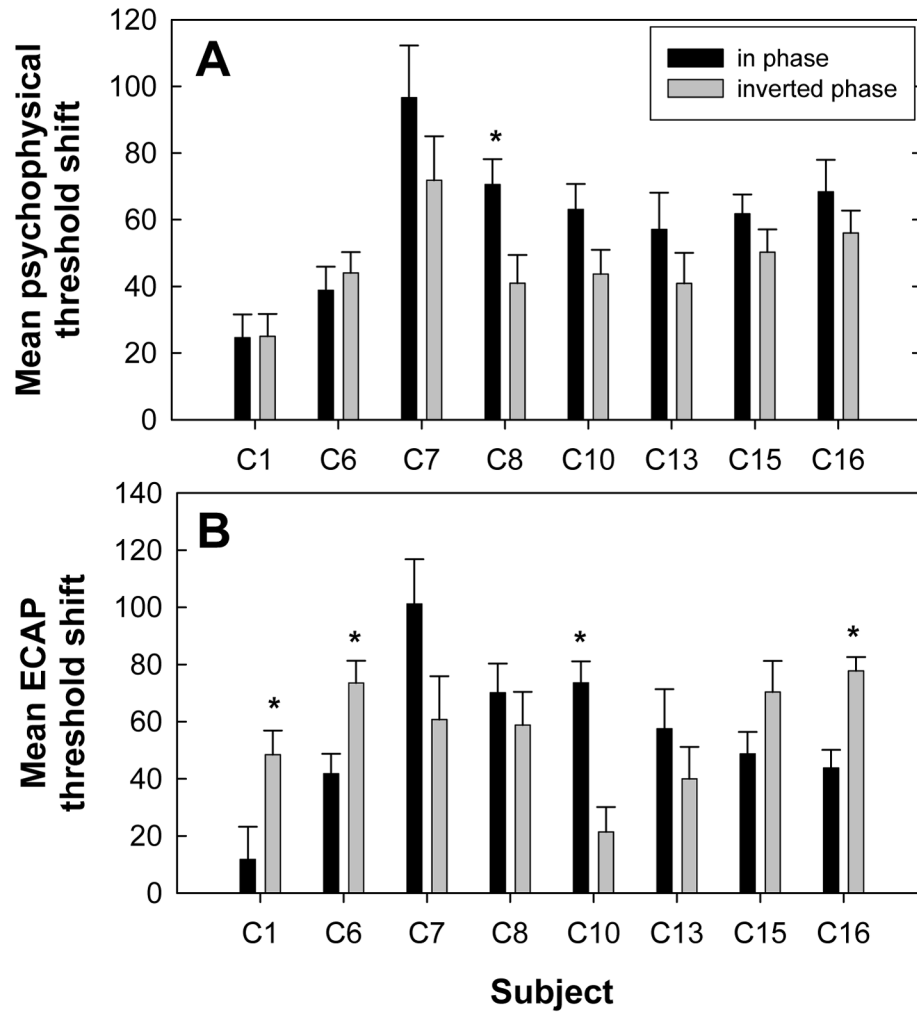 120
100
80
60
40
20
0
Mean psychophysical
threshold shift
A
in phase
inverted phase
*
C1 C6 C7 C8 C10 C13 C15 C16
140
120
100
80
60
40
20
0
Mean ECAP
threshold shift
B
* * * *
C1 C6 C7 C8 C10 C13 C15 C16
Subject